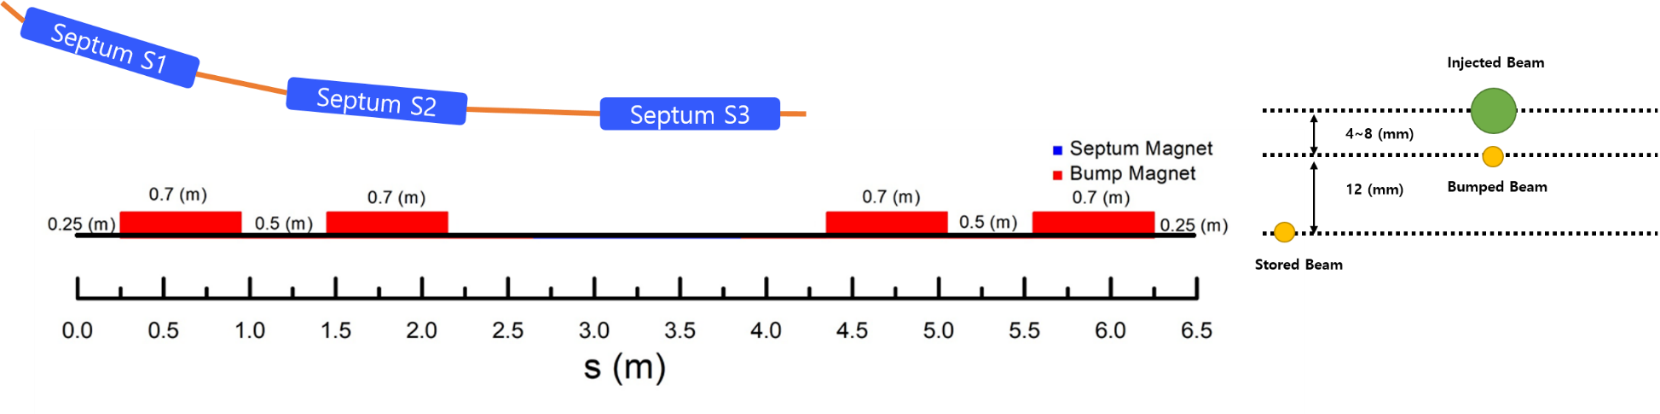 Septum S1
Septum S2
Septum S3
Septum Magnet
Bump Magnet
0.25 (m)
0.7 (m)
0.5 (m)
0.7 (m)
0.7 (m)
0.5 (m)
0.7 (m)
0.25 (m)
0.0 0.5 1.0 1.5 2.0 2.5 3.0 3.5 4.0 4.5 5.0 5.5 6.0 6.5
s (m)
Injected Beam
4~8 (mm)
Bumped Beam
12 (mm)
Stored Beam